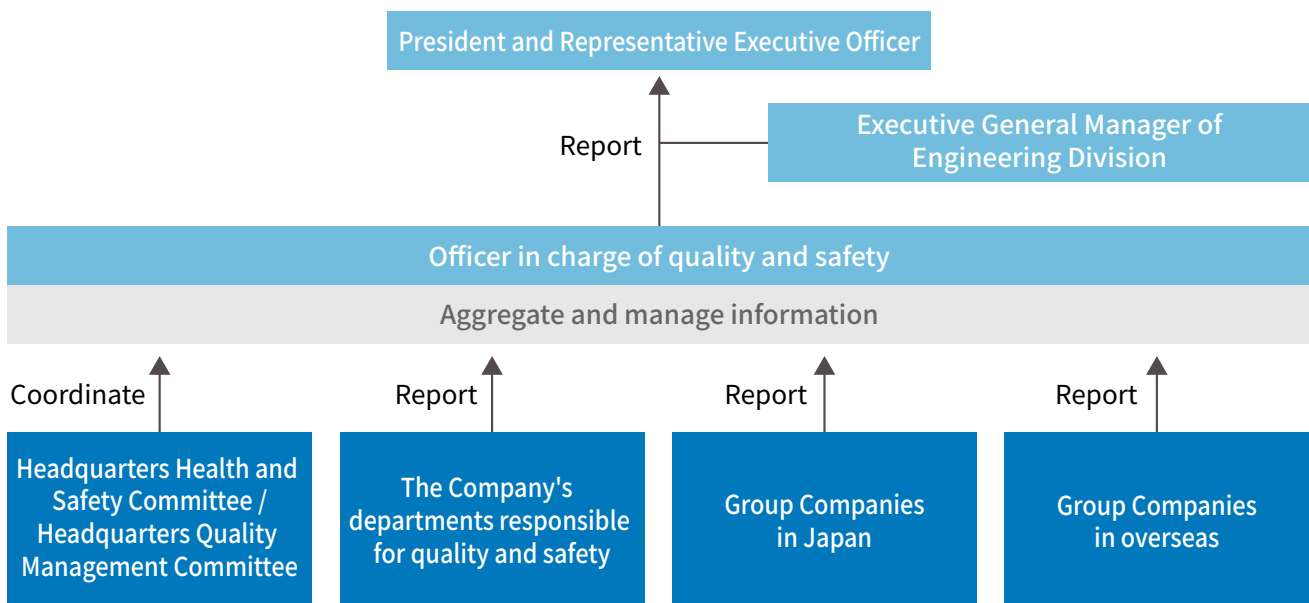 President and Representative Executive Officer
Report
Executive General Manager of
Engineering Division
Officer in charge of quality and safety
Aggregate and manage information
Coordinate
Report
Report
Report
Headquarters Health and
Safety Committee /
Headquarters Quality
Management Committee
The Company's
departments responsible
for quality and safety
Group Companies
in Japan
Group Companies
in overseas